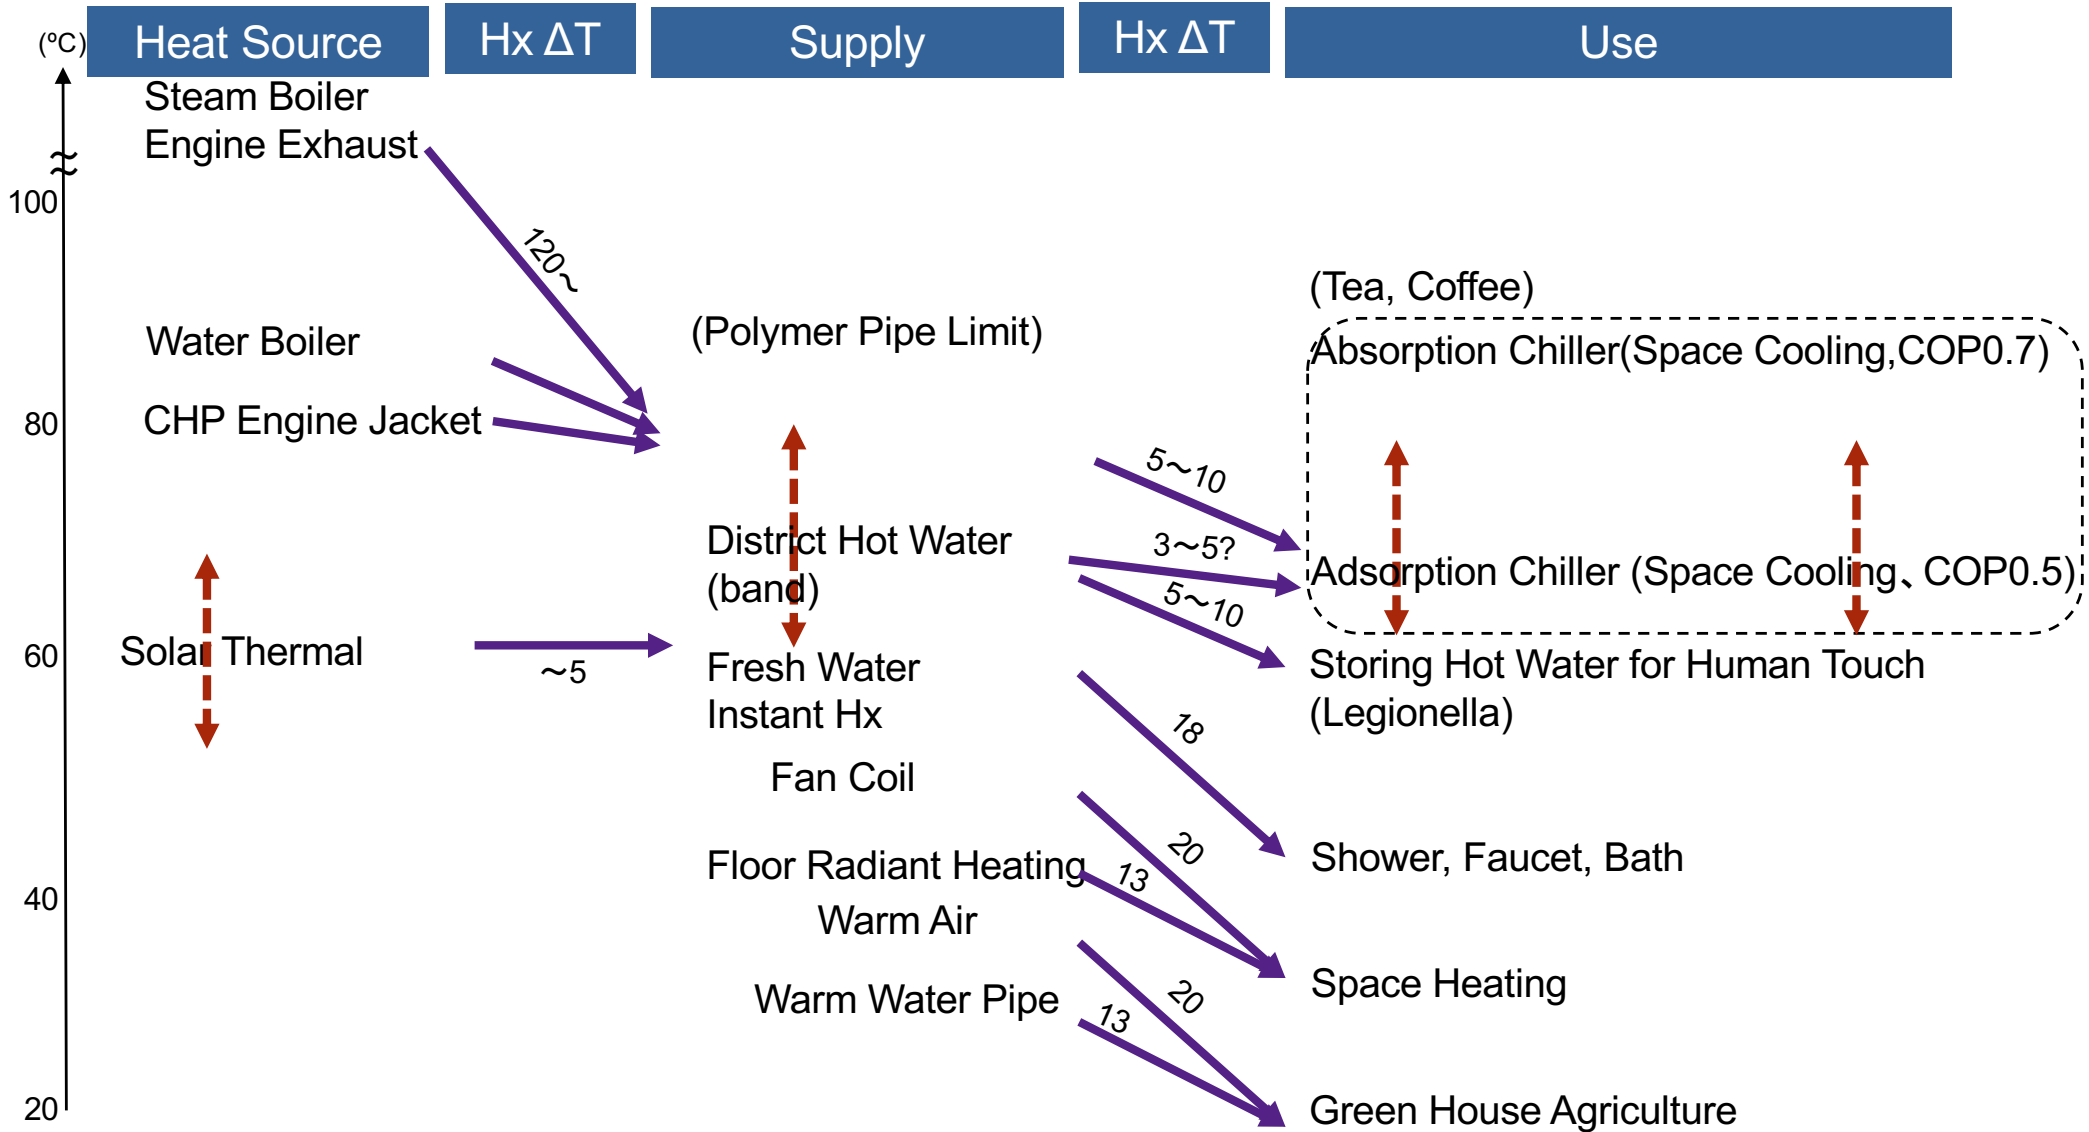 (ºC)
Heat Source
Hx ΔT
Supply
Hx ΔT
Use
Steam Boiler
Engine Exhaust
100
120～
(Tea, Coffee)
Water Boiler
(Polymer Pipe Limit)
Absorption Chiller(Space Cooling,COP0.7)
80
CHP Engine Jacket
5～10
District Hot Water
(band)
3～5?
Adsorption Chiller (Space Cooling、COP0.5)
5～10
60
Solar Thermal
～5
Fresh Water
Instant Hx
Storing Hot Water for Human Touch
(Legionella)
18
Fan Coil
20
Floor Radiant Heating
13
Shower, Faucet, Bath
40
Warm Air
Space Heating
Warm Water Pipe
20
13
20
Green House Agriculture